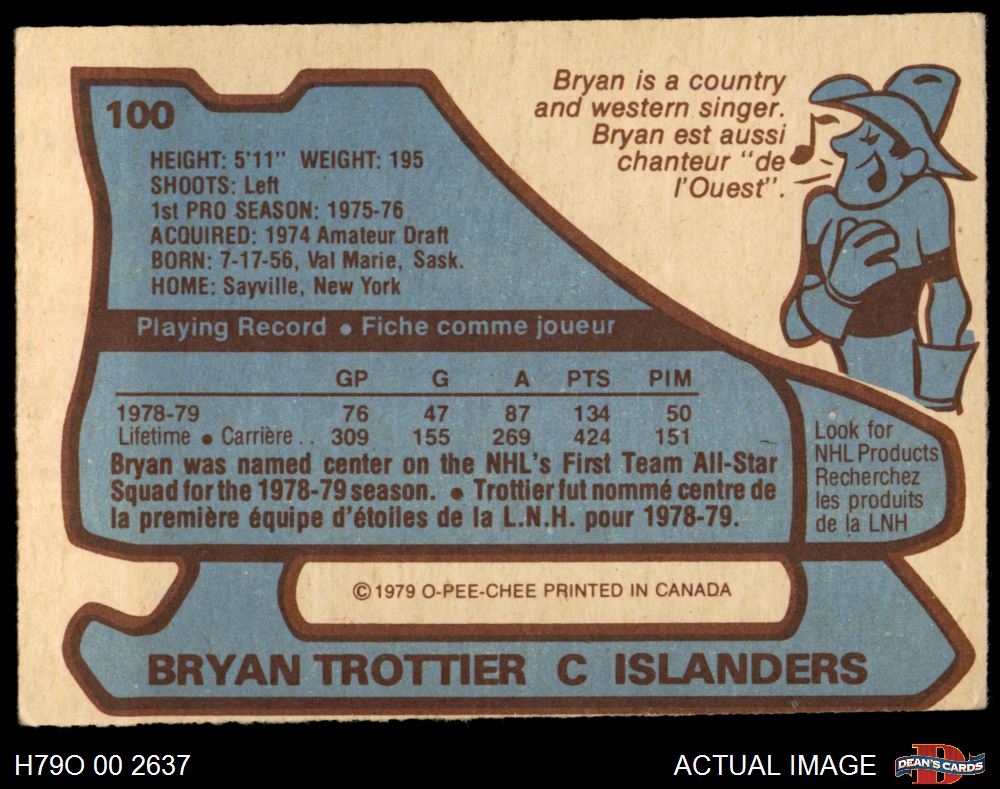 100
HEIGHT: 5'11" WEIGHT: 195
SHOOTS: Left
1st PRO SEASON: 1975-76
ACQUIRED: 1974 Amateur Draft
BORN: 7-17-56, Val Marie, Sask.
HOME: Sayville, New York
Bryan is a country
and western singer.
Bryan est aussi
chanteur "de
l'Ouest".
Playing Record • Fiche comme joueur
GP G A PTS PIM
1978-79 76 47 87 134 50
Lifetime • Carrière . . 309 155 269 424 151
Bryan was named center on the NHL's First Team All-Star
Squad for the 1978-79 season. • Trottier fut nommé centre de
la première équipe d'étoiles de la L.N.H. pour 1978-79.
Look for
NHL Products
Recherchez
les produits
de la LNH
©1979 O-PEE-CHEE PRINTED IN CANADA
BRYAN TROTTIER C ISLANDERS
H79O 00 2637
ACTUAL IMAGE
D
DEAN'S CARDS